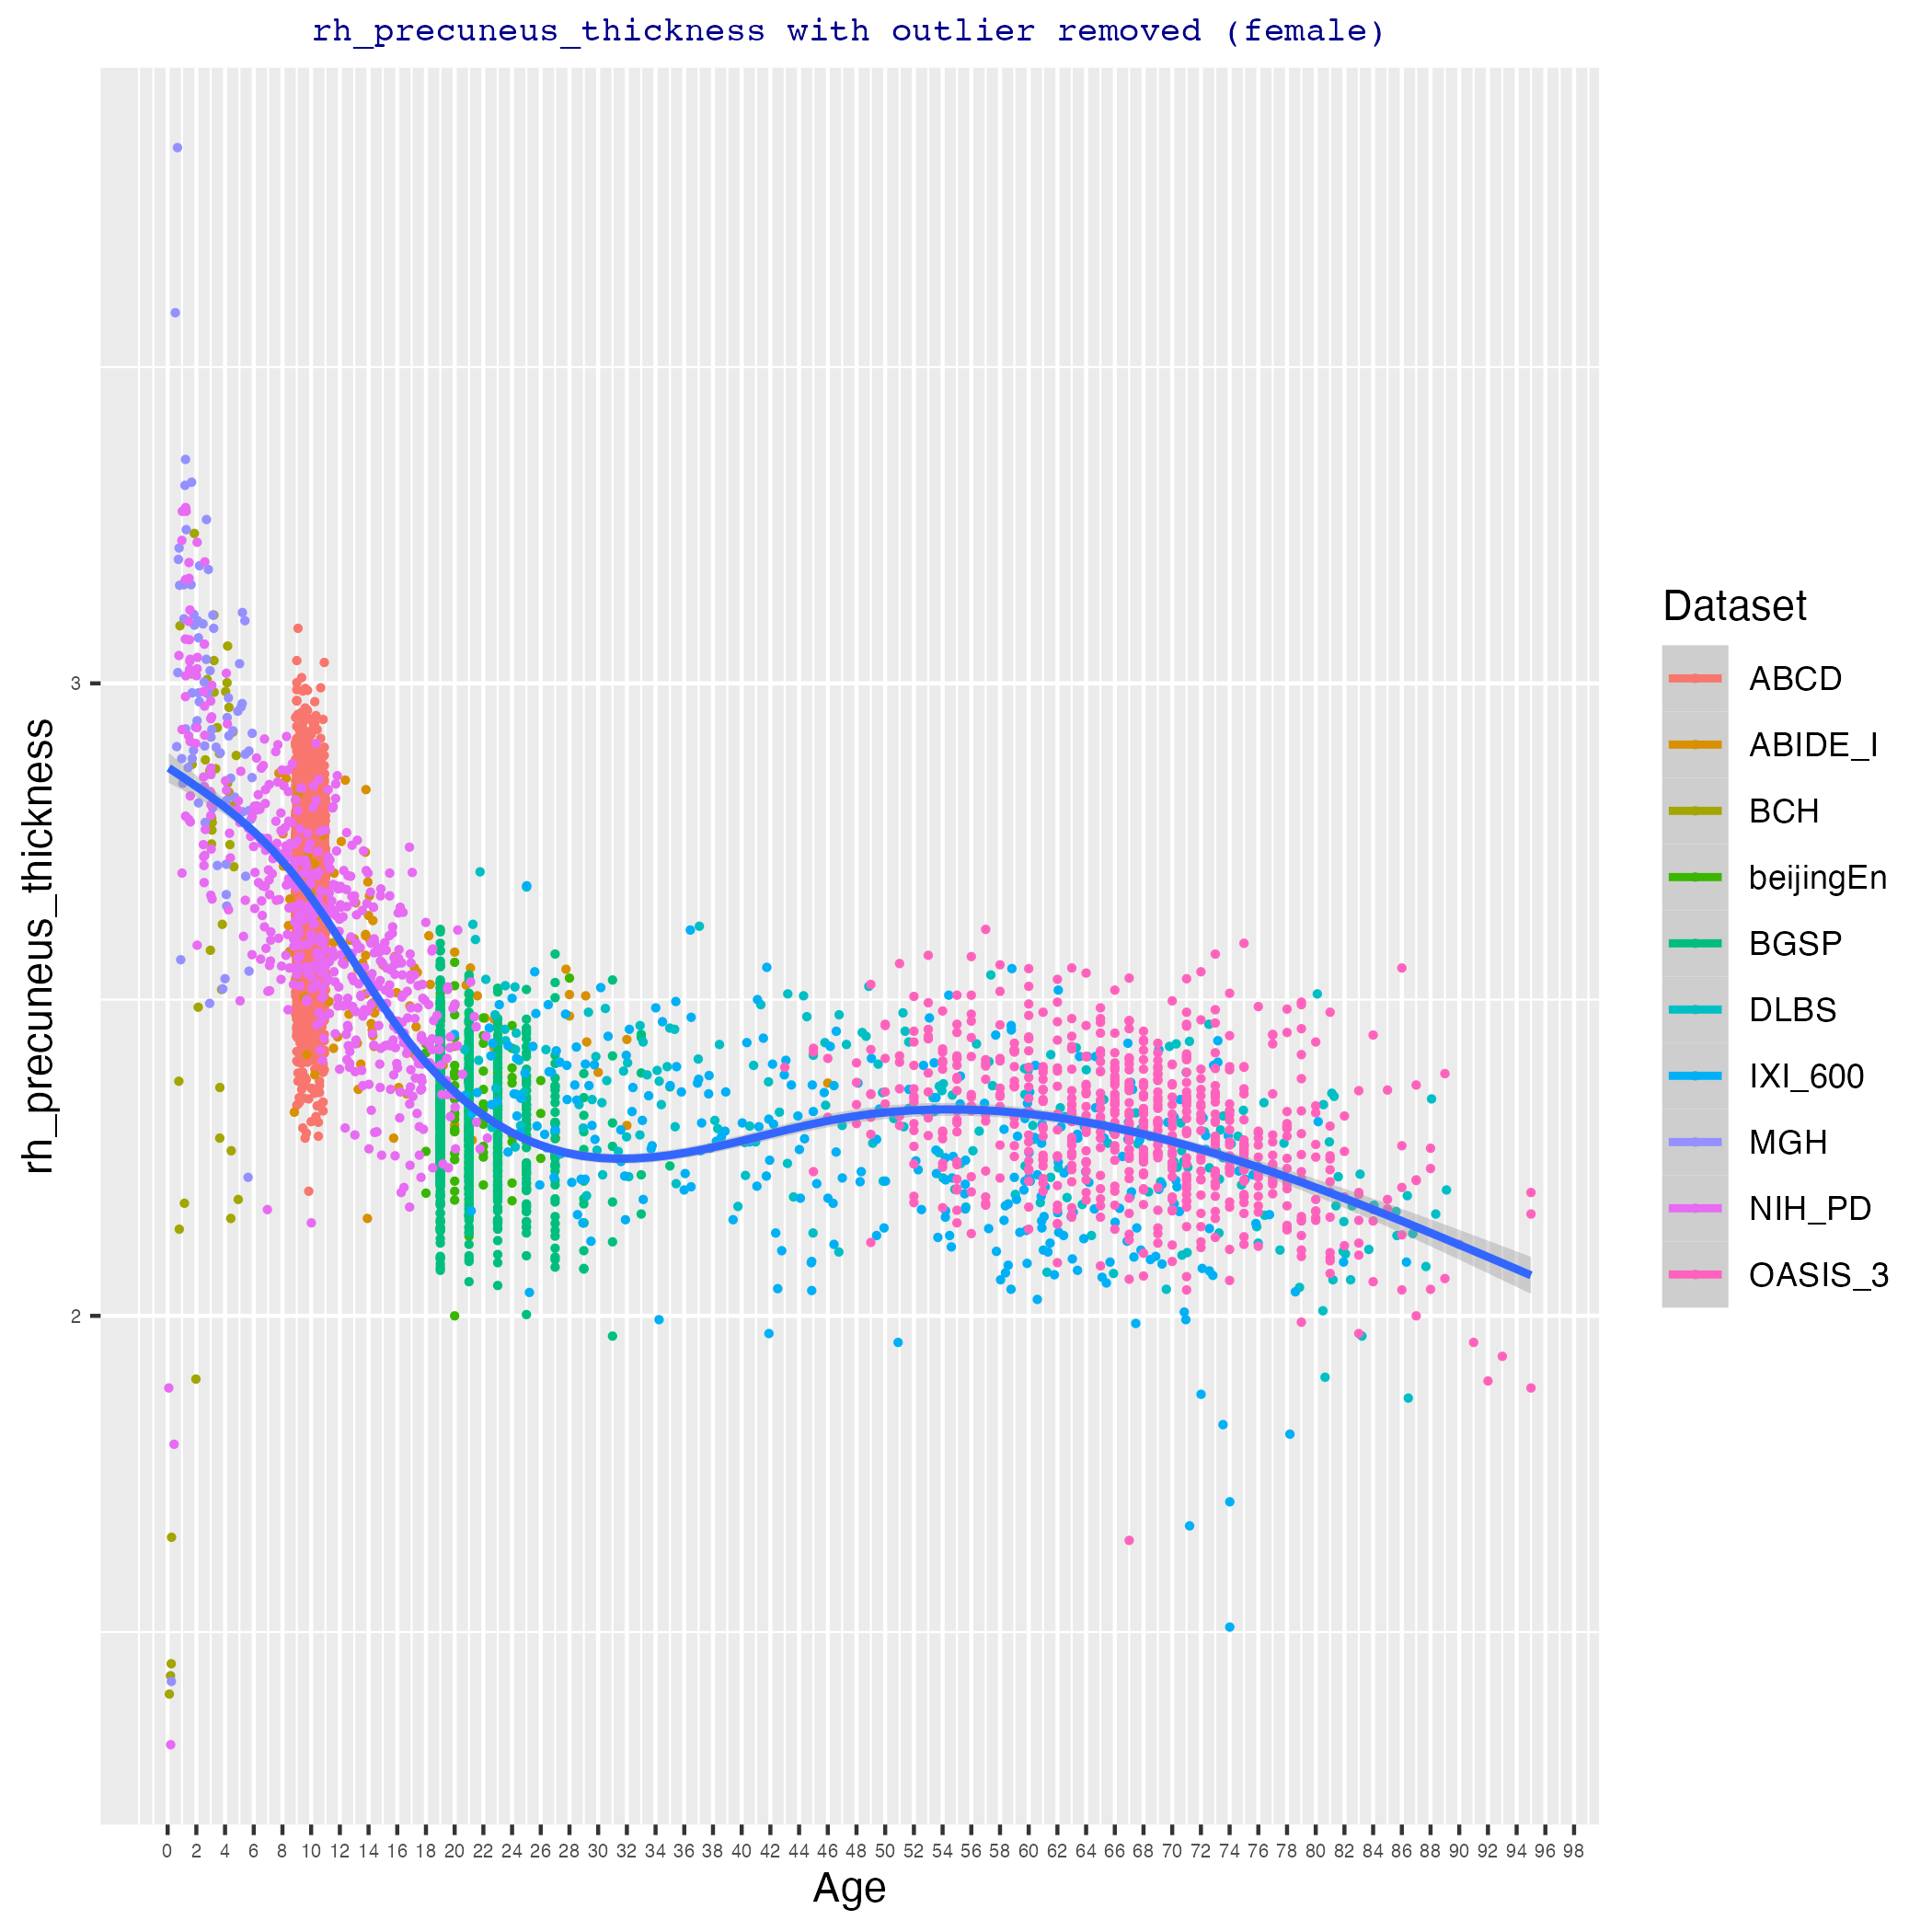 rh_precuneus_thickness with outlier removed (female)
rh_precuneus_thickness
3
2
0 2 4 6 8 10 12 14 16 18 20 22 24 26 28 30 32 34 36 38 40 42 44 46 48 50 52 54 56 58 60 62 64 66 68 70 72 74 76 78 80 82 84 86 88 90 92 94 96 98
Age
Dataset
ABCD
ABIDE_I
BCH
beijingEn
BGSP
DLBS
IXI_600
MGH
NIH_PD
OASIS_3